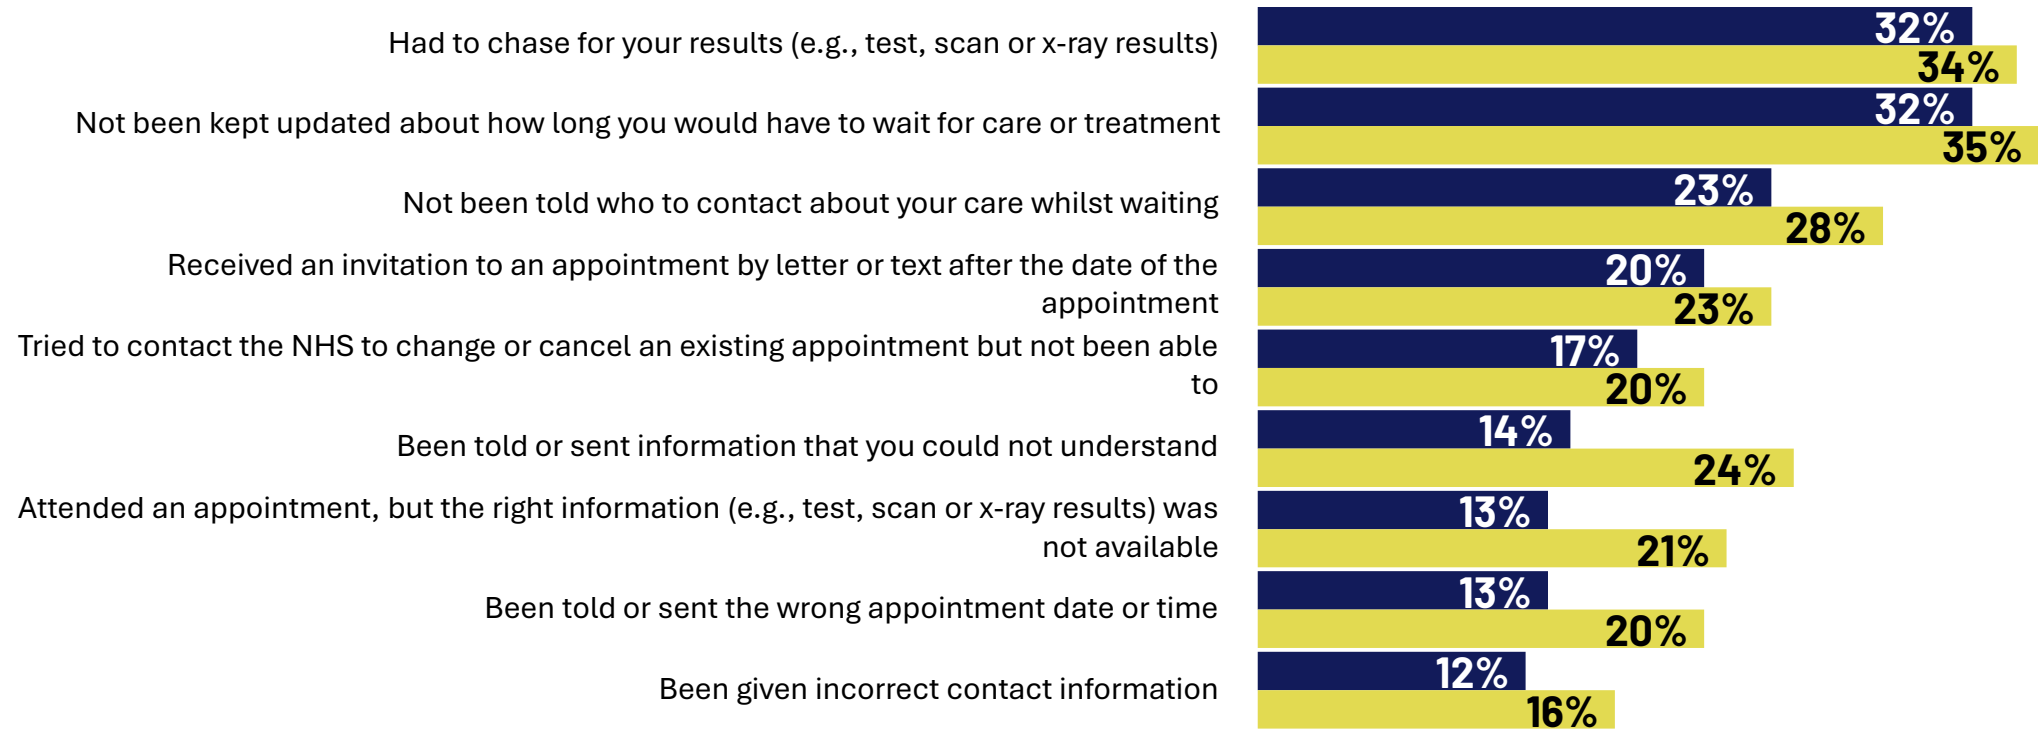 Had to chase for your results (e.g., test, scan or x-ray results)
32%
34%
Not been kept updated about how long you would have to wait for care or treatment
32%
35%
Not been told who to contact about your care whilst waiting
23%
28%
Received an invitation to an appointment by letter or text after the date of the
appointment
20%
23%
Tried to contact the NHS to change or cancel an existing appointment but not been able
to
17%
20%
Been told or sent information that you could not understand
14%
24%
Attended an appointment, but the right information (e.g., test, scan or x-ray results) was
not available
13%
21%
Been told or sent the wrong appointment date or time
13%
20%
Been given incorrect contact information
12%
16%